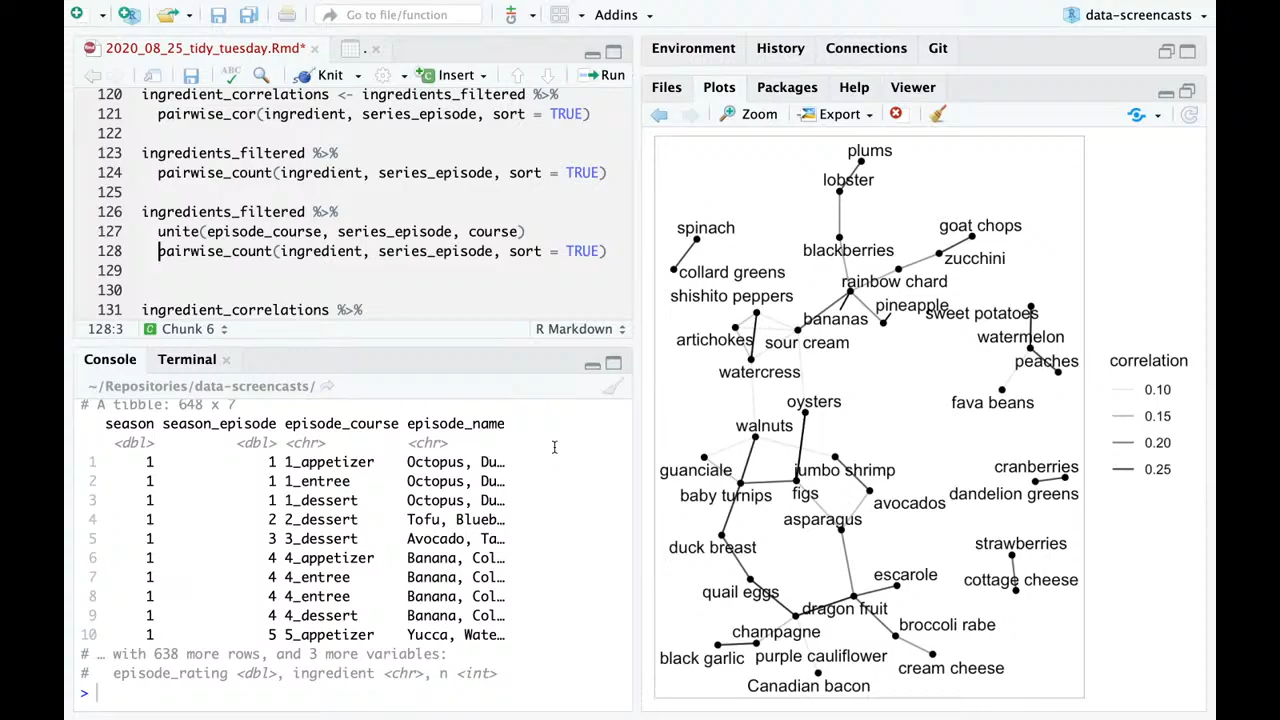 Go to file/function
Addins
data-screencasts
2020_08_25_tidy_tuesday.Rmd*
.
ABC
Knit
Insert
Run
120 ingredient_correlations <- ingredients_filtered %>%
121 pairwise_cor(ingredient, series_episode, sort = TRUE)
122
123 ingredients_filtered %>%
124 pairwise_count(ingredient, series_episode, sort = TRUE)
125
126 ingredients_filtered %>%
127 unite(episode_course, series_episode, course)
128 pairwise_count(ingredient, series_episode, sort = TRUE)
129
130
131 ingredient_correlations %>%
128:3
Chunk 6
R Markdown
Console
Terminal
~/Repositories/data-screencasts/
# A tibble: 648 x 7
season season_episode episode_course episode_name
<dbl> <dbl> <chr> <chr>
1 1 1 1_appetizer Octopus, Du…
2 1 1 1_entree Octopus, Du…
3 1 1 1_dessert Octopus, Du…
4 1 2 2_dessert Tofu, Blueb…
5 1 3 3_dessert Avocado, Ta…
6 1 4 4_appetizer Banana, Col…
7 1 4 4_entree Banana, Col…
8 1 4 4_entree Banana, Col…
9 1 4 4_dessert Banana, Col…
10 1 5 5_appetizer Yucca, Wate…
# … with 638 more rows, and 3 more variables:
# episode_rating <dbl>, ingredient <chr>, n <int>
>
Environment
History
Connections
Git
Files
Plots
Packages
Help
Viewer
Zoom
Export
plums
lobster
spinach
goat chops
blackberries
zucchini
collard greens
rainbow chard
shishito peppers
pineapple
sweet potatoes
bananas
artichokes
sour cream
watermelon
peaches
watercress
oysters
fava beans
walnuts
guanciale
jumbo shrimp
cranberries
baby turnips
figs
avocados
dandelion greens
asparagus
duck breast
strawberries
escarole
cottage cheese
quail eggs
dragon fruit
broccoli rabe
champagne
black garlic
purple cauliflower
cream cheese
Canadian bacon
correlation
0.10
0.15
0.20
0.25